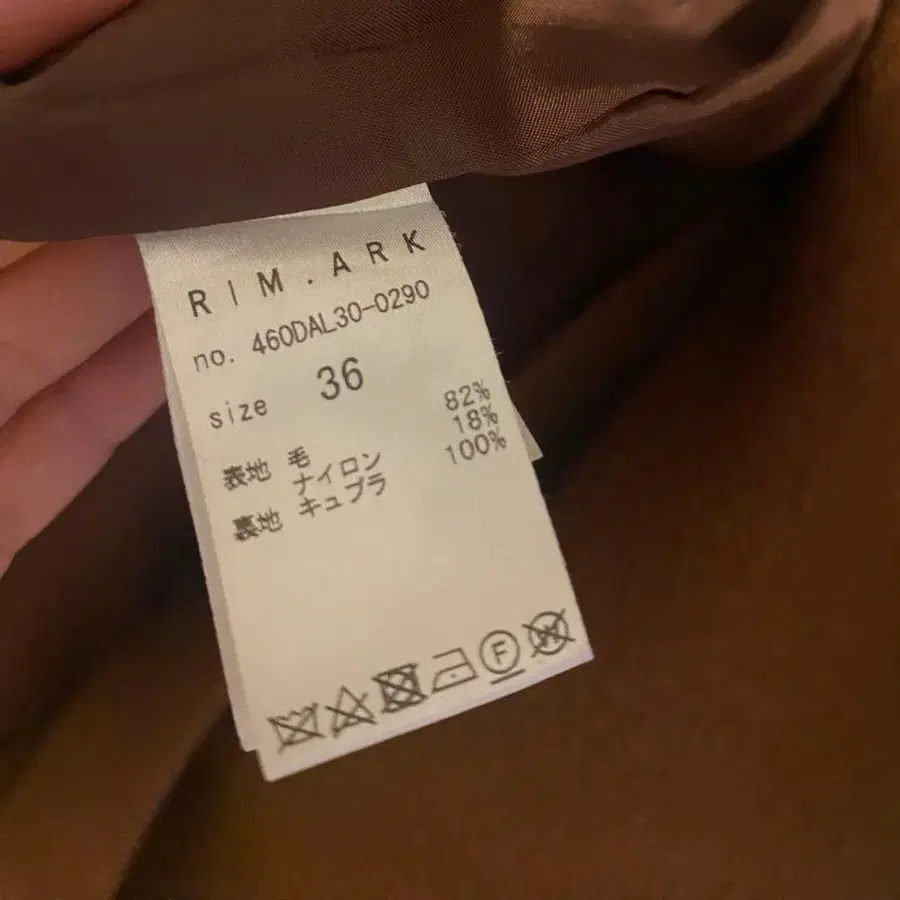 RIM.ARK
no. 460DAL30-0290
size 36
表地 毛 82%
ナイロン 18%
裏地 キュプラ 100%
F W